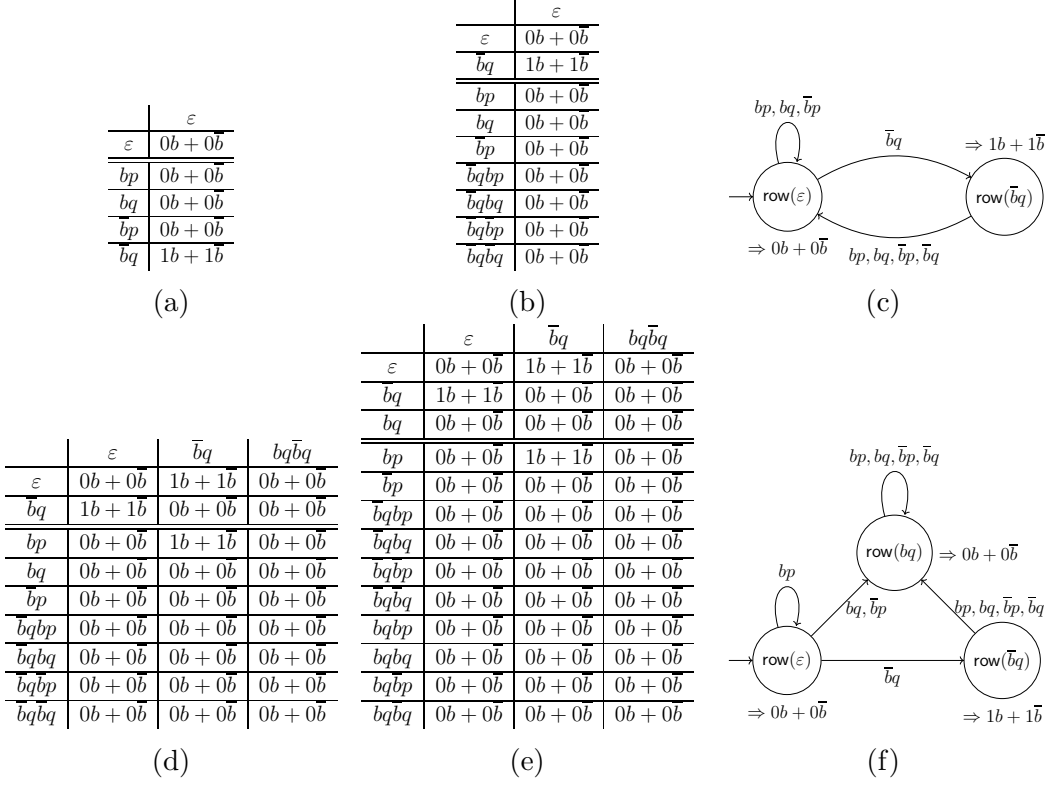 ε
ε 0b + 0b̄
bp 0b + 0b̄
bq 0b + 0b̄
b̄p 0b + 0b̄
b̄q 1b + 1b̄
(a)
ε
ε 0b + 0b̄
b̄q 1b + 1b̄
bp 0b + 0b̄
bq 0b + 0b̄
b̄p 0b + 0b̄
b̄qbp 0b + 0b̄
b̄qbq 0b + 0b̄
b̄qb̄p 0b + 0b̄
b̄qb̄q 0b + 0b̄
(b)
bp, bq, b̄p
b̄q
⇒ 1b + 1b̄
row(ε)
row(b̄q)
⇒ 0b + 0b̄
bp, bq, b̄p, b̄q
(c)
ε b̄q bqb̄q
ε 0b + 0b̄ 1b + 1b̄ 0b + 0b̄
b̄q 1b + 1b̄ 0b + 0b̄ 0b + 0b̄
bp 0b + 0b̄ 1b + 1b̄ 0b + 0b̄
bq 0b + 0b̄ 0b + 0b̄ 0b + 0b̄
b̄p 0b + 0b̄ 0b + 0b̄ 0b + 0b̄
b̄qbp 0b + 0b̄ 0b + 0b̄ 0b + 0b̄
b̄qbq 0b + 0b̄ 0b + 0b̄ 0b + 0b̄
b̄qb̄p 0b + 0b̄ 0b + 0b̄ 0b + 0b̄
b̄qb̄q 0b + 0b̄ 0b + 0b̄ 0b + 0b̄
(d)
ε b̄q bqb̄q
ε 0b + 0b̄ 1b + 1b̄ 0b + 0b̄
b̄q 1b + 1b̄ 0b + 0b̄ 0b + 0b̄
bq 0b + 0b̄ 0b + 0b̄ 0b + 0b̄
bp 0b + 0b̄ 1b + 1b̄ 0b + 0b̄
b̄p 0b + 0b̄ 0b + 0b̄ 0b + 0b̄
b̄qbp 0b + 0b̄ 0b + 0b̄ 0b + 0b̄
b̄qbq 0b + 0b̄ 0b + 0b̄ 0b + 0b̄
b̄qb̄p 0b + 0b̄ 0b + 0b̄ 0b + 0b̄
b̄qb̄q 0b + 0b̄ 0b + 0b̄ 0b + 0b̄
bqbp 0b + 0b̄ 0b + 0b̄ 0b + 0b̄
bqbq 0b + 0b̄ 0b + 0b̄ 0b + 0b̄
bqb̄p 0b + 0b̄ 0b + 0b̄ 0b + 0b̄
bqb̄q 0b + 0b̄ 0b + 0b̄ 0b + 0b̄
(e)
bp, bq, b̄p, b̄q
row(bq)
⇒ 0b + 0b̄
bp
bq, b̄p
bp, bq, b̄p, b̄q
row(ε)
row(b̄q)
b̄q
⇒ 0b + 0b̄
⇒ 1b + 1b̄
(f)